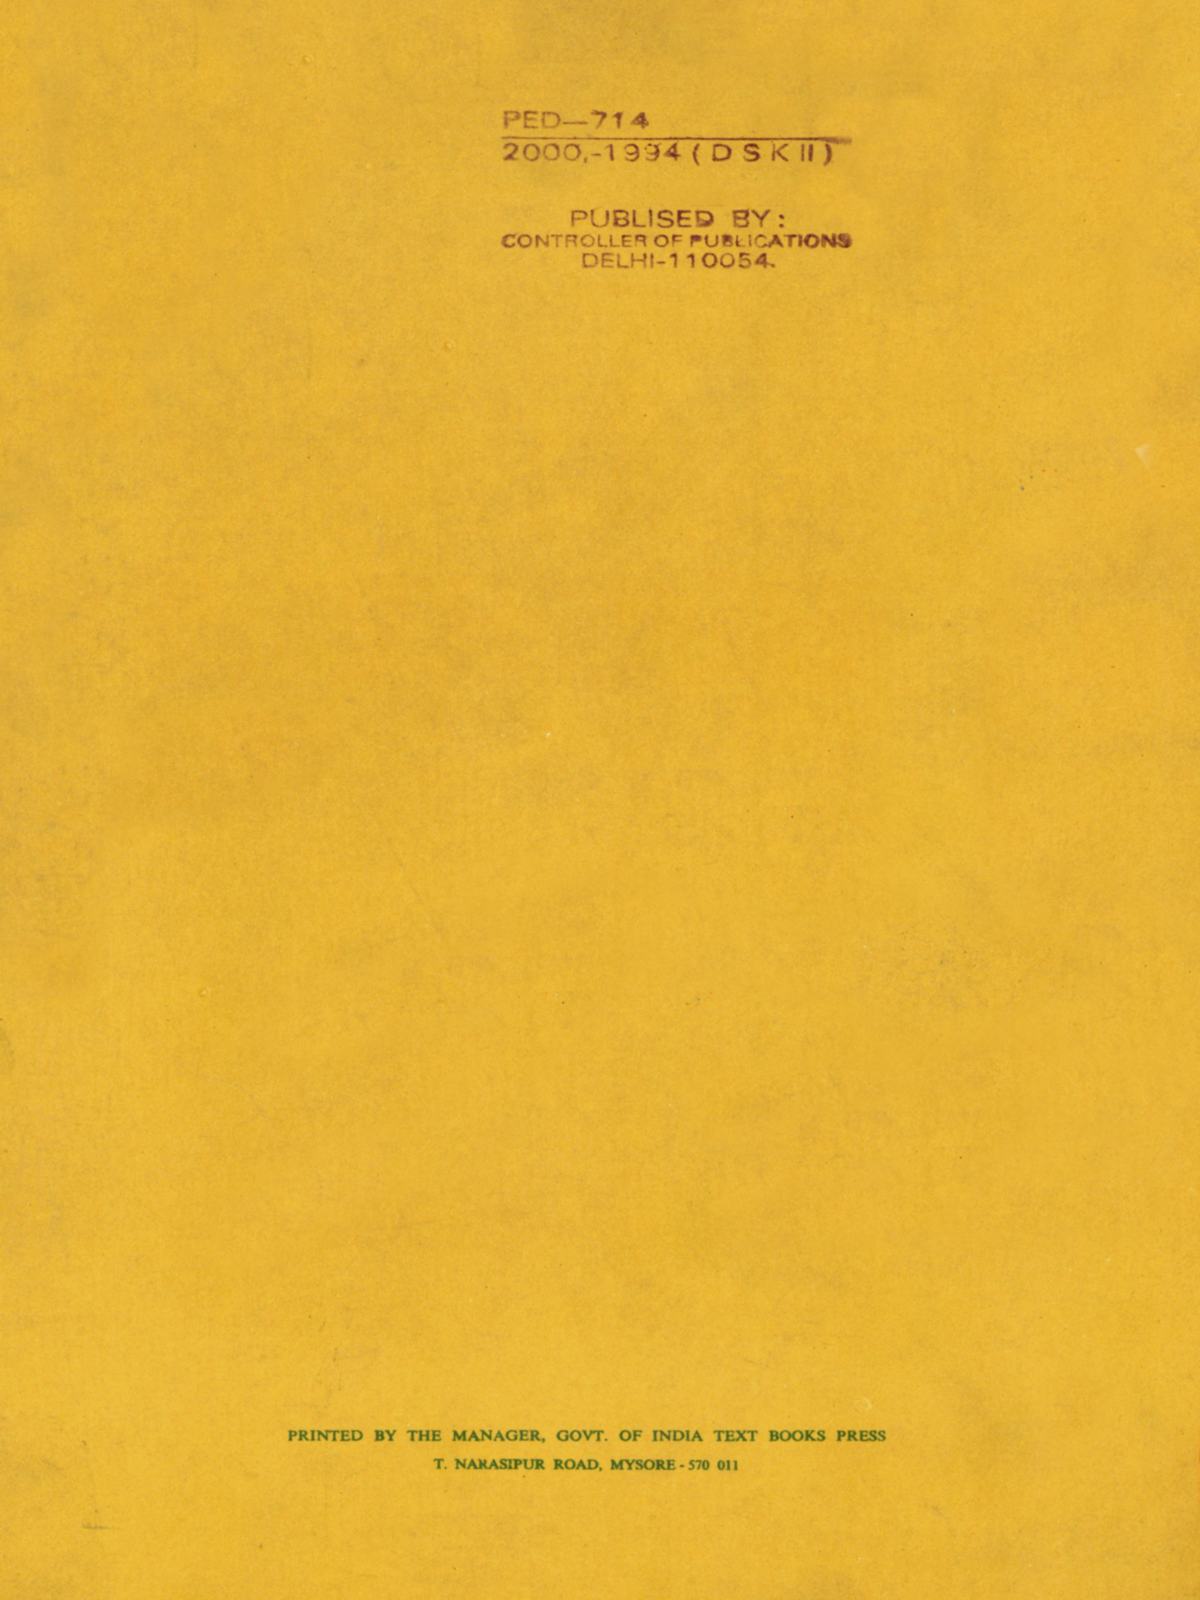 PED—714
2000,-1994 ( D S K II )
PUBLISED BY :
CONTROLLER OF PUBLICATIONS
DELHI-110054.
PRINTED BY THE MANAGER, GOVT. OF INDIA TEXT BOOKS PRESS
T. NARASIPUR ROAD, MYSORE - 570 011